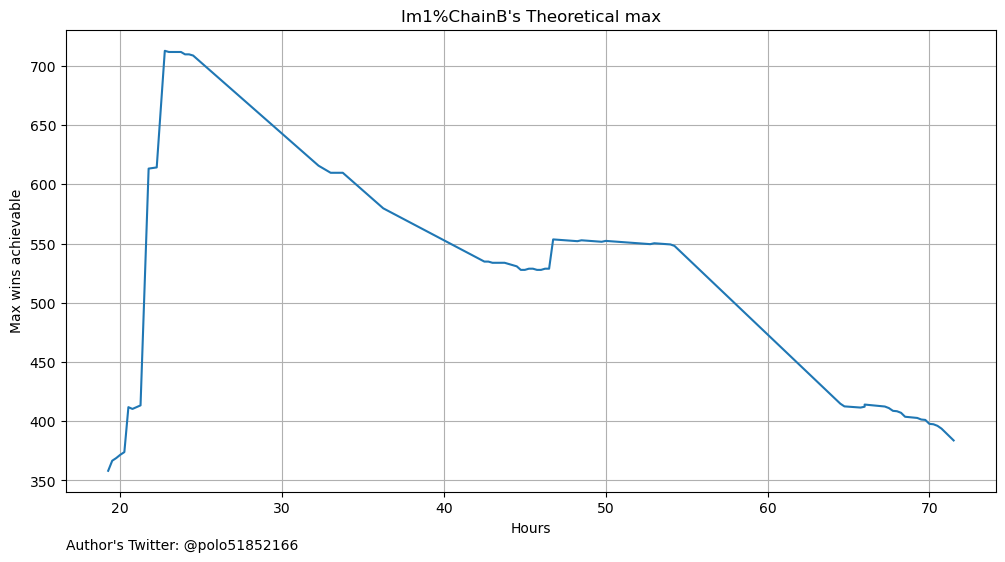 Im1%ChainB's Theoretical max
700
650
600
550
500
450
400
350
Max wins achievable
20 30 40 50 60 70
Hours
Author's Twitter: @polo51852166